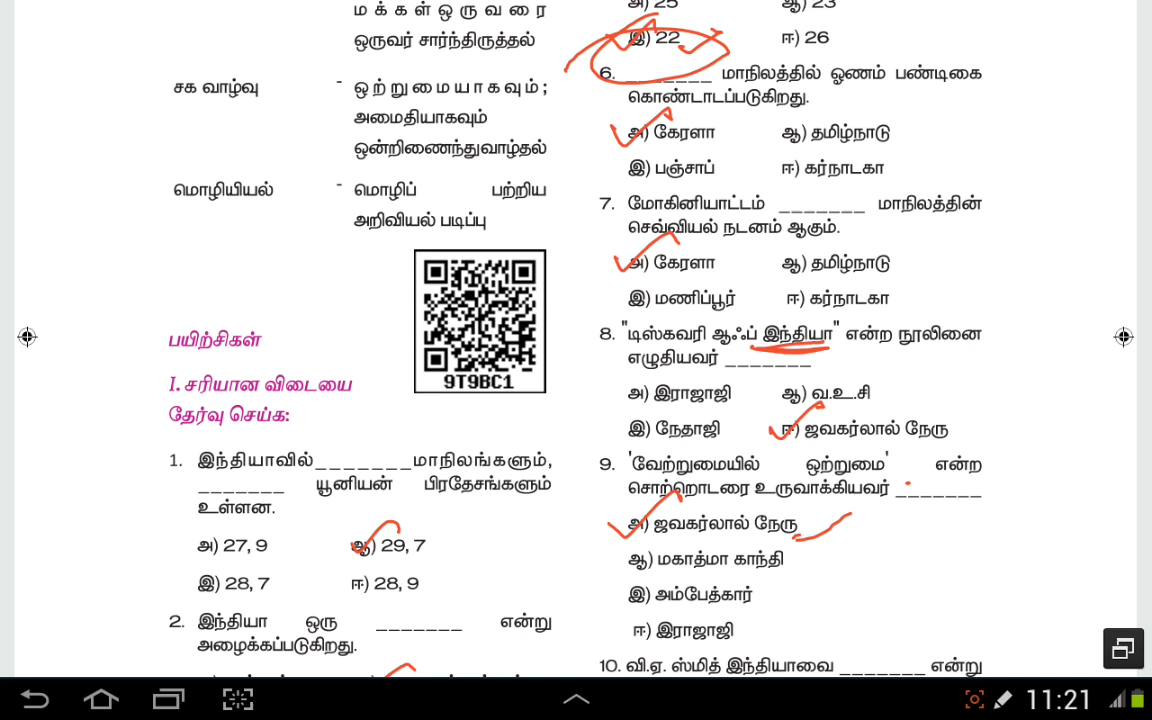 மக்கள் ஒருவரை
ஒருவர் சார்ந்திருத்தல்
சக வாழ்வு - ஒற்றுமையாகவும்;
அமைதியாகவும்
ஒன்றிணைந்துவாழ்தல்
மொழியியல் - மொழிப் பற்றிய
அறிவியல் படிப்பு
9T9BC1
பயிற்சிகள்
I. சரியான விடையை
தேர்வு செய்க:
1. இந்தியாவில்_______மாநிலங்களும்,
_______ யூனியன் பிரதேசங்களும்
உள்ளன.
அ) 27, 9 ஆ) 29, 7
இ) 28, 7 ஈ) 28, 9
2. இந்தியா ஒரு _______ என்று
அழைக்கப்படுகிறது.
அ) 25 ஆ) 23
இ) 22 ஈ) 26
6. _______ மாநிலத்தில் ஓணம் பண்டிகை
கொண்டாடப்படுகிறது.
அ) கேரளா ஆ) தமிழ்நாடு
இ) பஞ்சாப் ஈ) கர்நாடகா
7. மோகினியாட்டம் _______ மாநிலத்தின்
செவ்வியல் நடனம் ஆகும்.
அ) கேரளா ஆ) தமிழ்நாடு
இ) மணிப்பூர் ஈ) கர்நாடகா
8. "டிஸ்கவரி ஆஃப் இந்தியா" என்ற நூலினை
எழுதியவர் _______
அ) இராஜாஜி ஆ) வ.உ.சி
இ) நேதாஜி ஈ) ஜவகர்லால் நேரு
9. 'வேற்றுமையில் ஒற்றுமை' என்ற
சொற்றொடரை உருவாக்கியவர் _______
அ) ஜவகர்லால் நேரு
ஆ) மகாத்மா காந்தி
இ) அம்பேத்கார்
ஈ) இராஜாஜி
10. வி.ஏ. ஸ்மித் இந்தியாவை _______ என்று
11:21